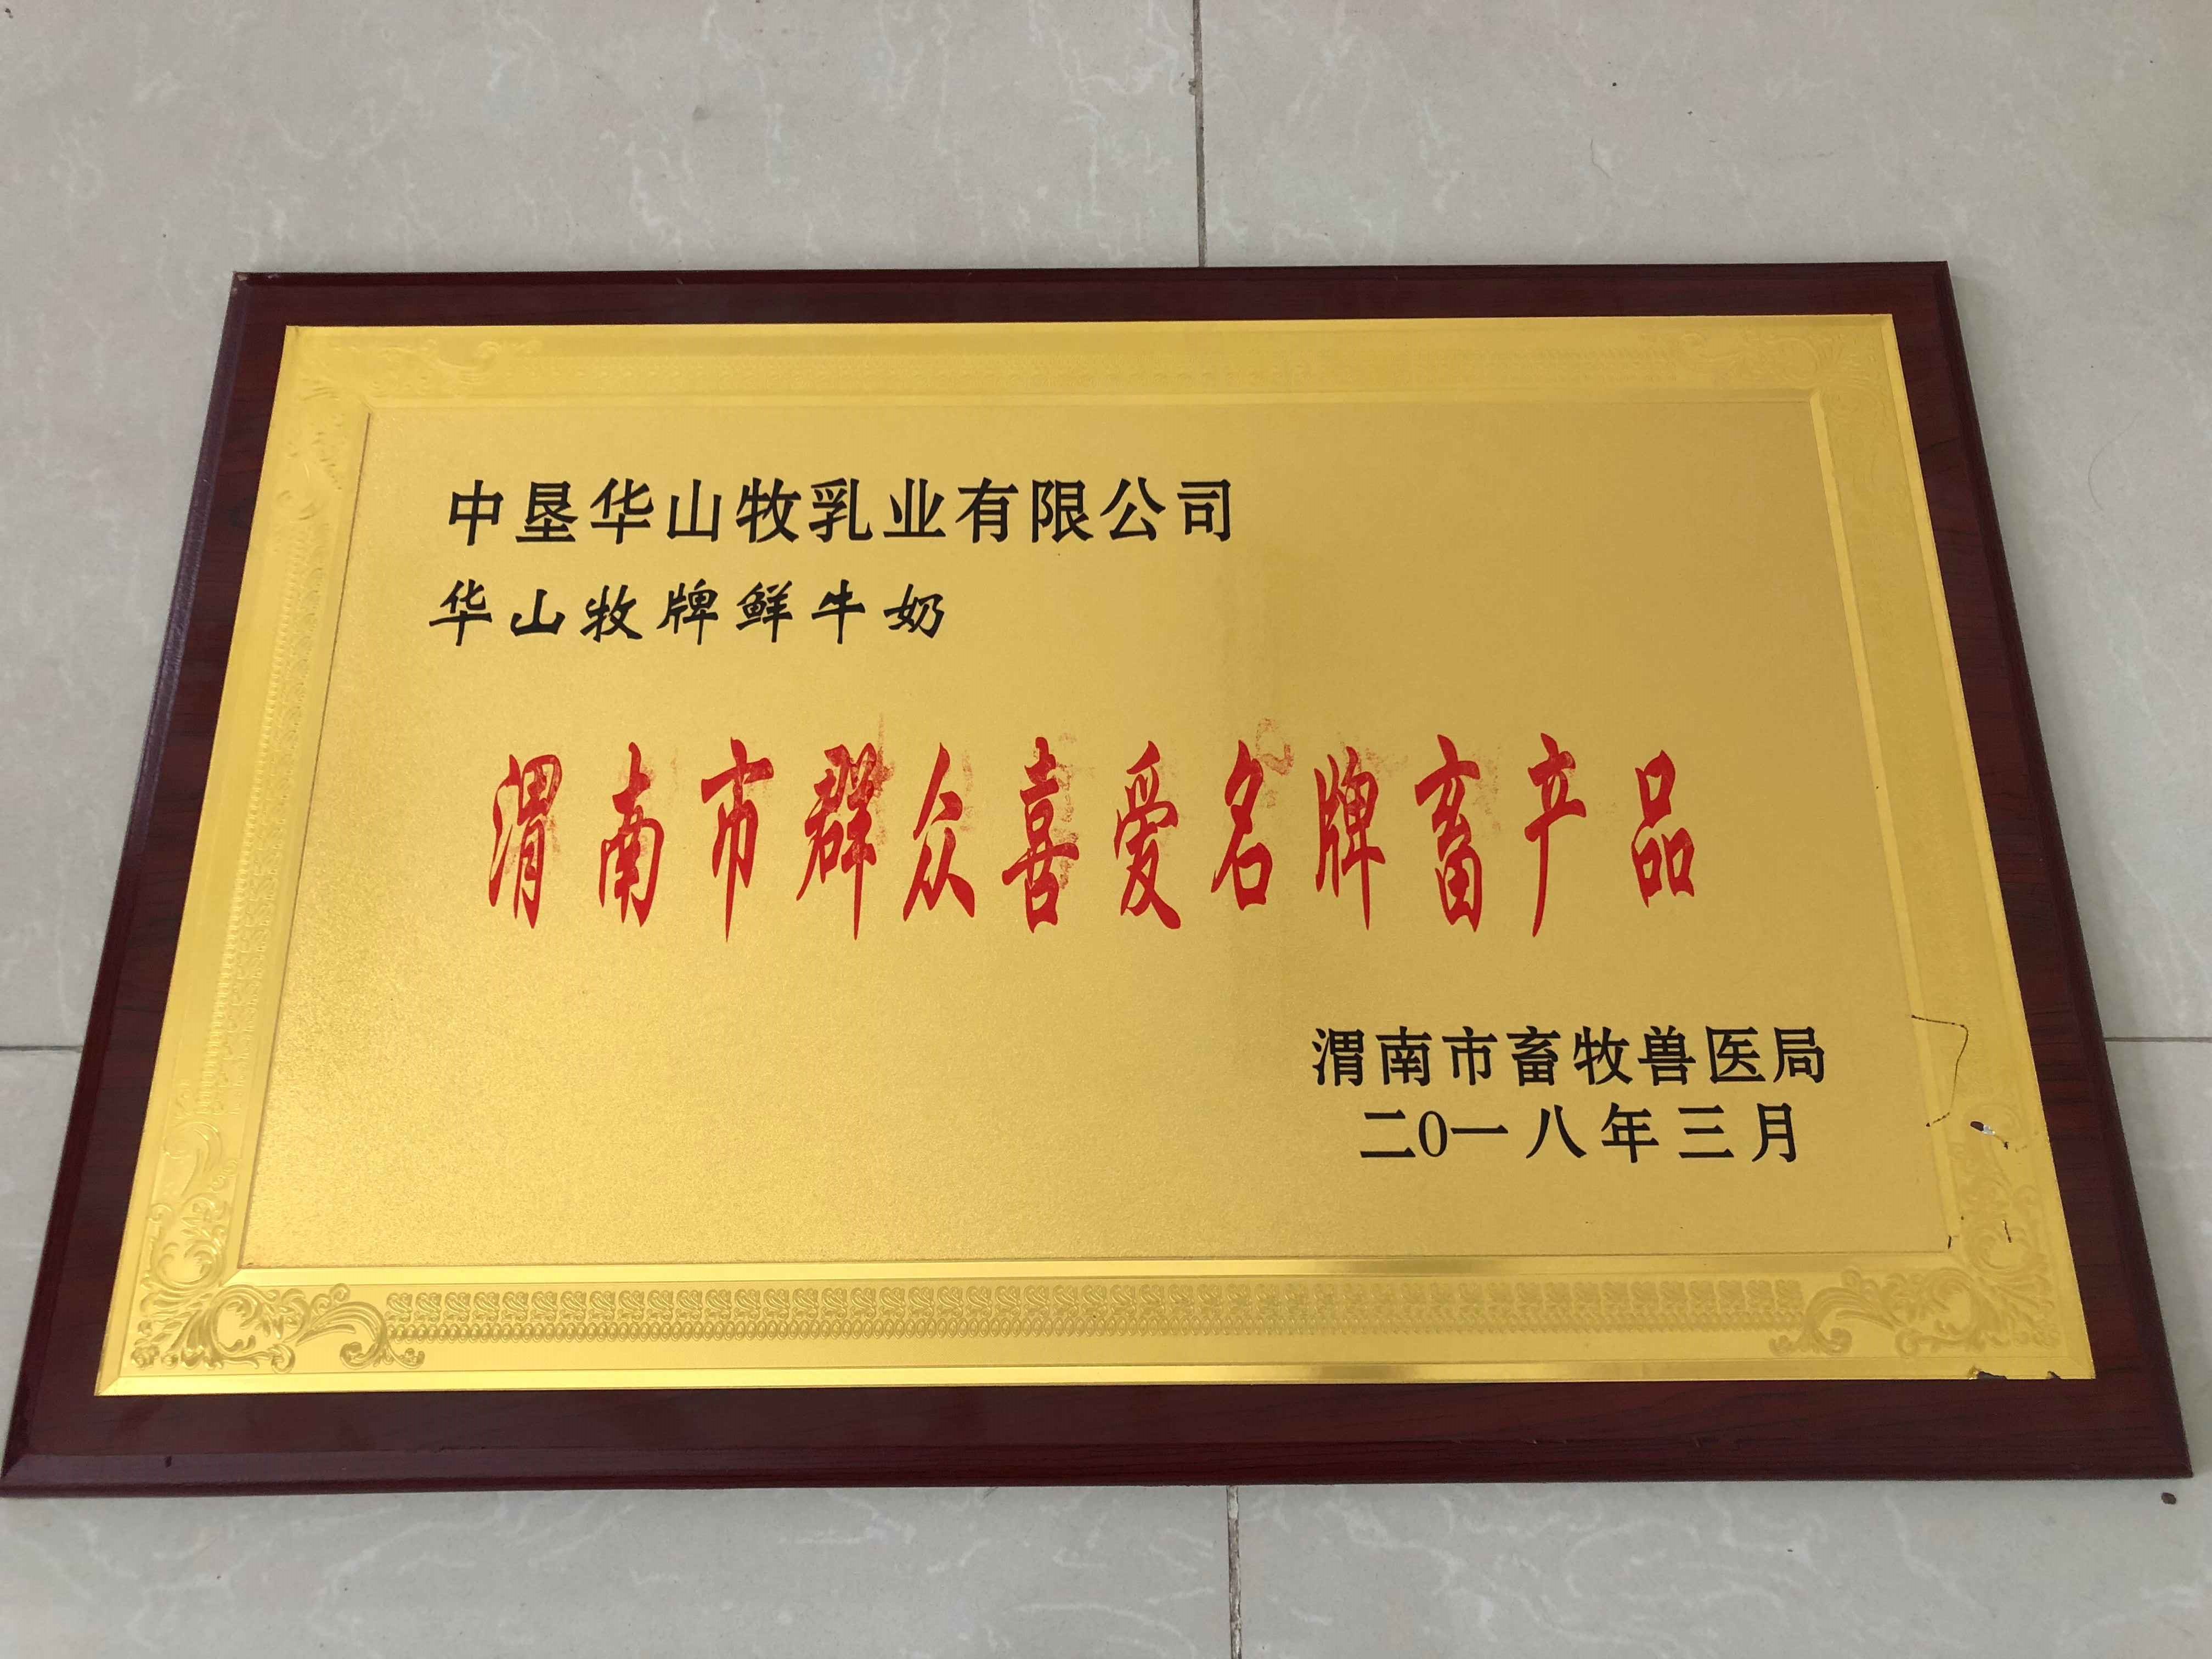 中垦华山牧乳业有限公司
华山牧牌鲜牛奶
渭南市群众喜爱名牌畜产品
渭南市畜牧兽医局
二0一八年三月